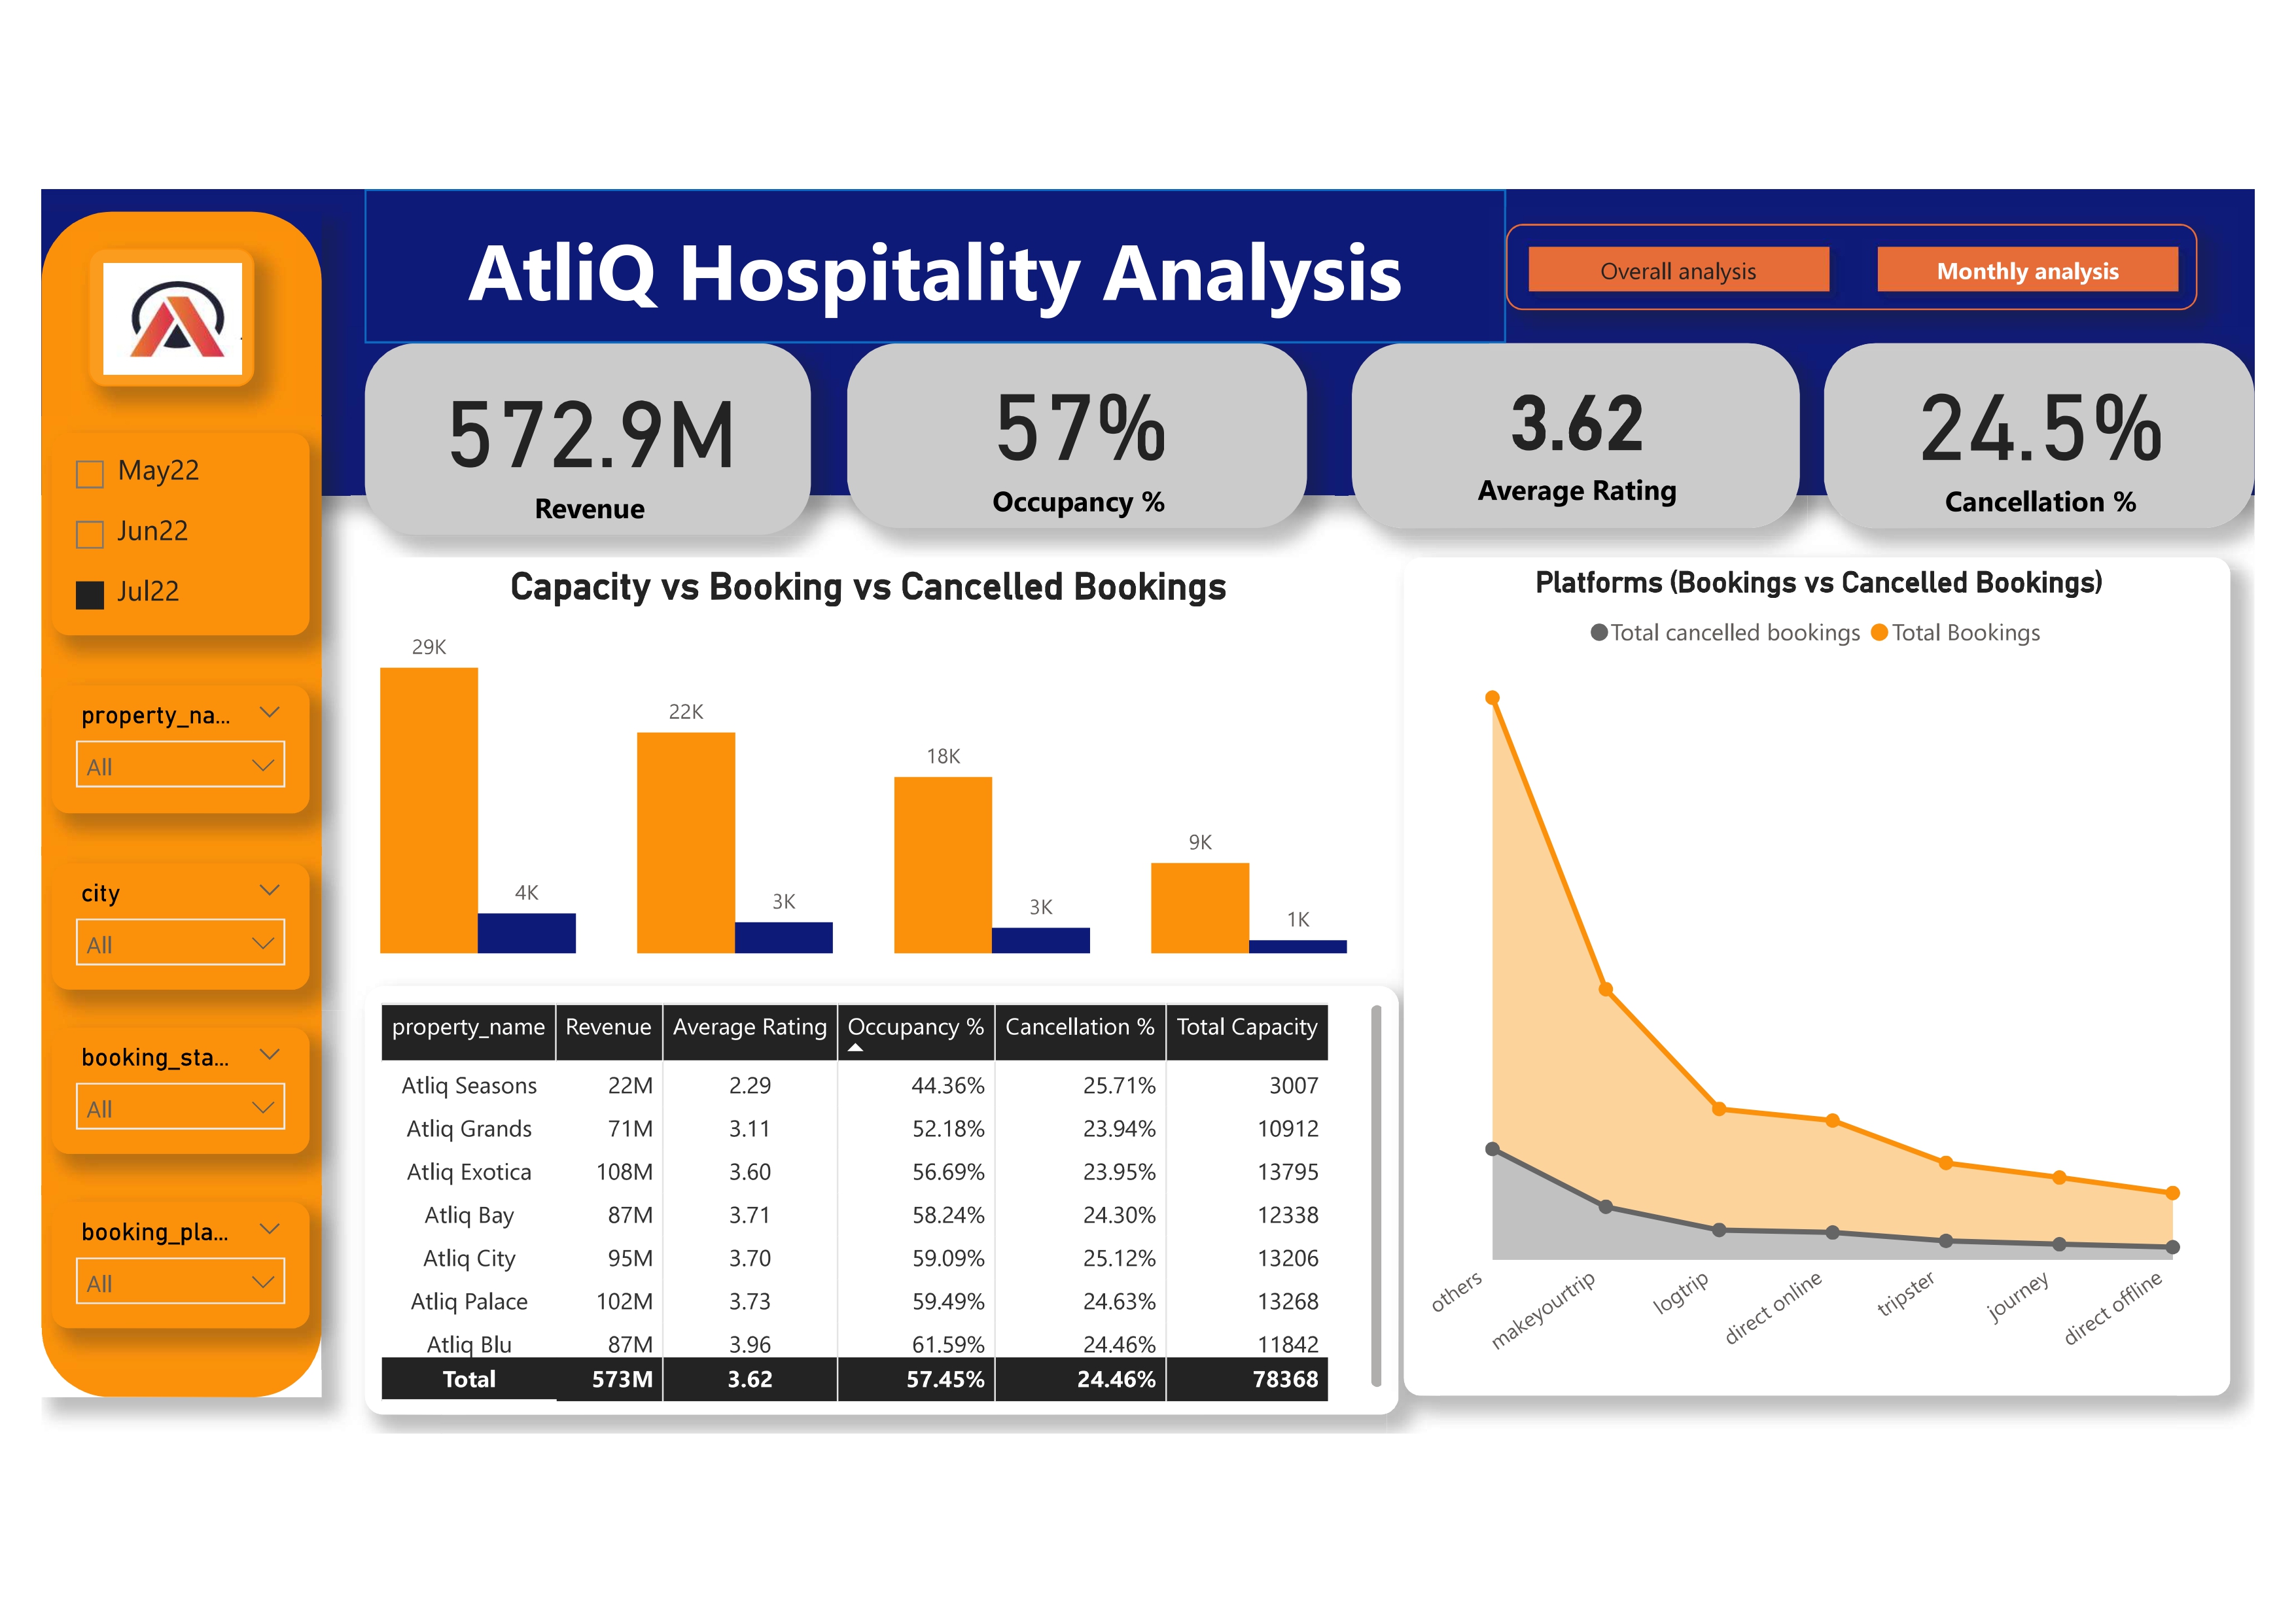 AtliQ Hospitality Analysis
Overall analysis
Monthly analysis
572.9M
Revenue
57%
Occupancy %
3.62
Average Rating
24.5%
Cancellation %
May22
Jun22
Jul22
property_na...
All
city
All
booking_sta...
All
booking_pla...
All
Capacity vs Booking vs Cancelled Bookings
29K
4K
22K
3K
18K
3K
9K
1K
property_name Revenue Average Rating Occupancy % Cancellation % Total Capacity
Atliq Seasons 22M 2.29 44.36% 25.71% 3007
Atliq Grands 71M 3.11 52.18% 23.94% 10912
Atliq Exotica 108M 3.60 56.69% 23.95% 13795
Atliq Bay 87M 3.71 58.24% 24.30% 12338
Atliq City 95M 3.70 59.09% 25.12% 13206
Atliq Palace 102M 3.73 59.49% 24.63% 13268
Atliq Blu 87M 3.96 61.59% 24.46% 11842
Total 573M 3.62 57.45% 24.46% 78368
Platforms (Bookings vs Cancelled Bookings)
Total cancelled bookings Total Bookings
others
makeyourtrip
logtrip
direct online
tripster
journey
direct offline